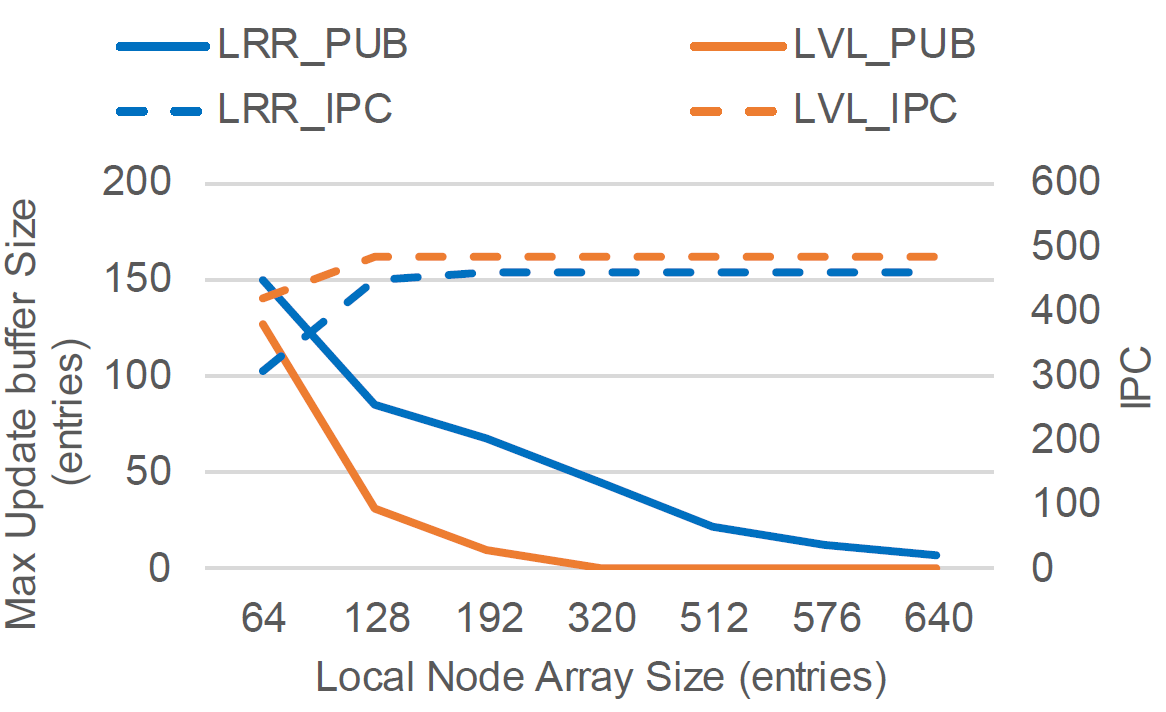 LRR_PUB LVL_PUB
LRR_IPC LVL_IPC
Max Update buffer Size
(entries)
200
150
100
50
0
600
500
400
300
200
100
0
IPC
64 128 192 320 512 576 640
Local Node Array Size (entries)